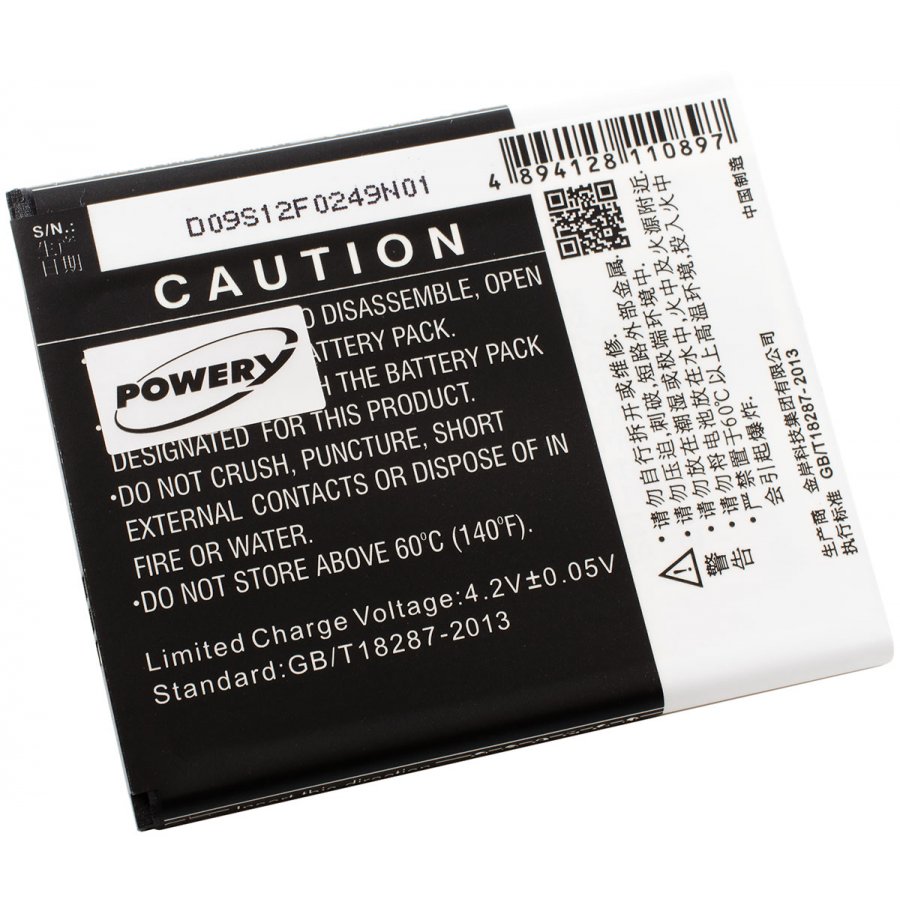 S/N.:
生产
日期
D09S12F0249N01
4 894128 110897
CAUTION
DO DISASSEMBLE, OPEN
BATTERY PACK.
THE BATTERY PACK
DESIGNATED FOR THIS PRODUCT.
•DO NOT CRUSH, PUNCTURE, SHORT
EXTERNAL CONTACTS OR DISPOSE OF IN
FIRE OR WATER.
•DO NOT STORE ABOVE 60°C (140°F).
Limited Charge Voltage:4.2V±0.05V
Standard:GB/T18287-2013
POWERY
Insert this direction
中国制造
警告
•请勿自行拆开或维修.
•请勿压迫,刺破,短路外部金属.
•请勿在潮湿或极端环境中,火源附近
•请勿将电池放在水中,火中及投入火中
•严禁置于60℃以上高温环境,
会引起爆炸.
生产商 金岸科技集团有限公司
执行标准 GB/T18287-2013